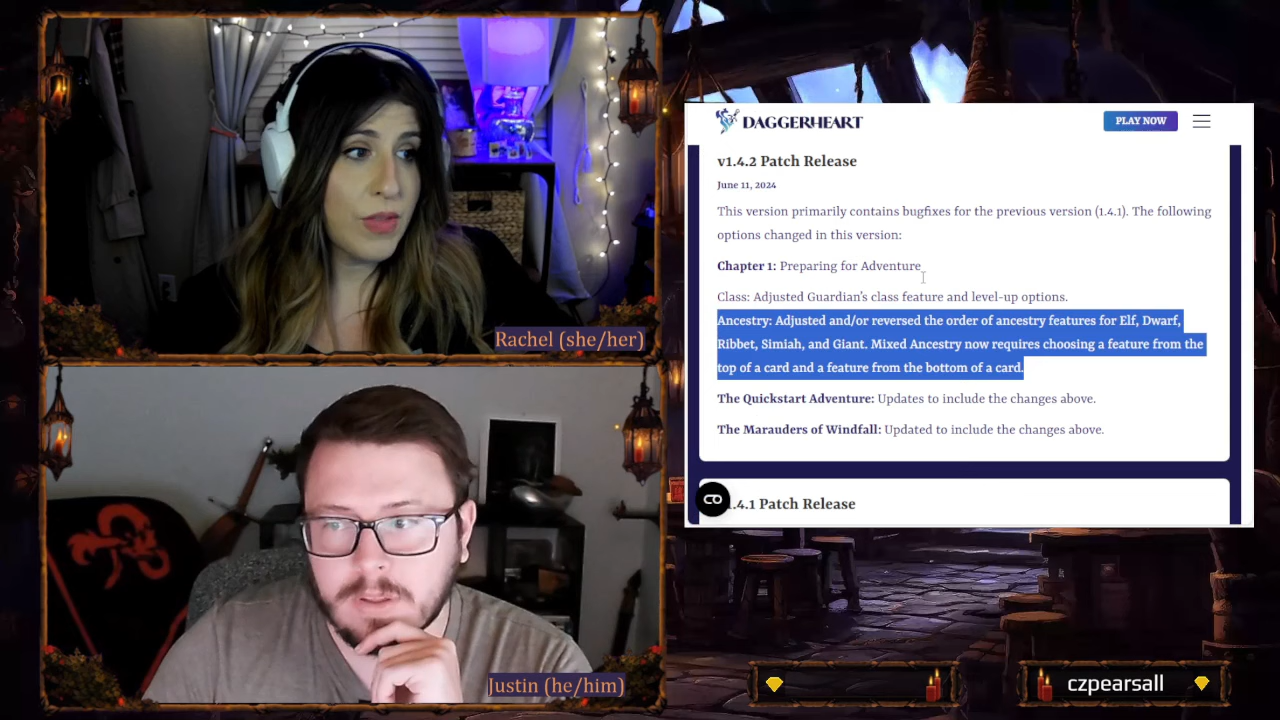 Rachel (she/her)
Justin (he/him)
DAGGERHEART
PLAY NOW
v1.4.2 Patch Release
June 11, 2024
This version primarily contains bugfixes for the previous version (1.4.1). The following
options changed in this version:
Chapter 1: Preparing for Adventure
Class: Adjusted Guardian's class feature and level-up options.
Ancestry: Adjusted and/or reversed the order of ancestry features for Elf, Dwarf,
Ribbet, Simiah, and Giant. Mixed Ancestry now requires choosing a feature from the
top of a card and a feature from the bottom of a card.
The Quickstart Adventure: Updates to include the changes above.
The Marauders of Windfall: Updated to include the changes above.
.4.1 Patch Release
czpearsall